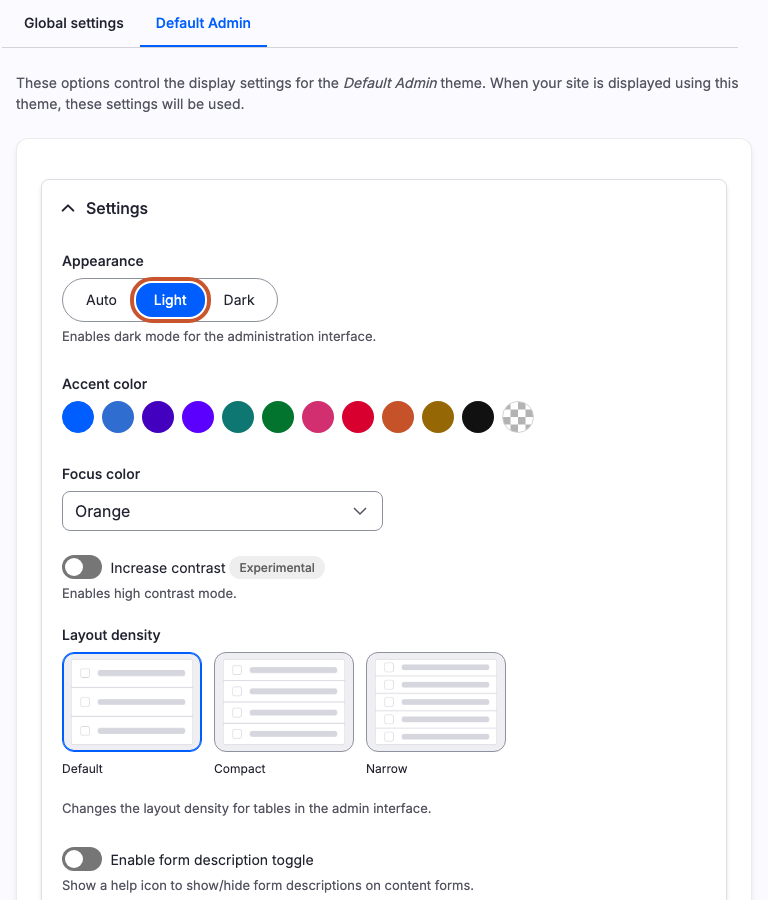 Global settings
Default Admin
These options control the display settings for the Default Admin theme. When your site is displayed using this
theme, these settings will be used.
Settings
Appearance
Auto
Light
Dark
Enables dark mode for the administration interface.
Accent color
Focus color
Orange
Increase contrast
Experimental
Enables high contrast mode.
Layout density
Default
Compact
Narrow
Changes the layout density for tables in the admin interface.
Enable form description toggle
Show a help icon to show/hide form descriptions on content forms.